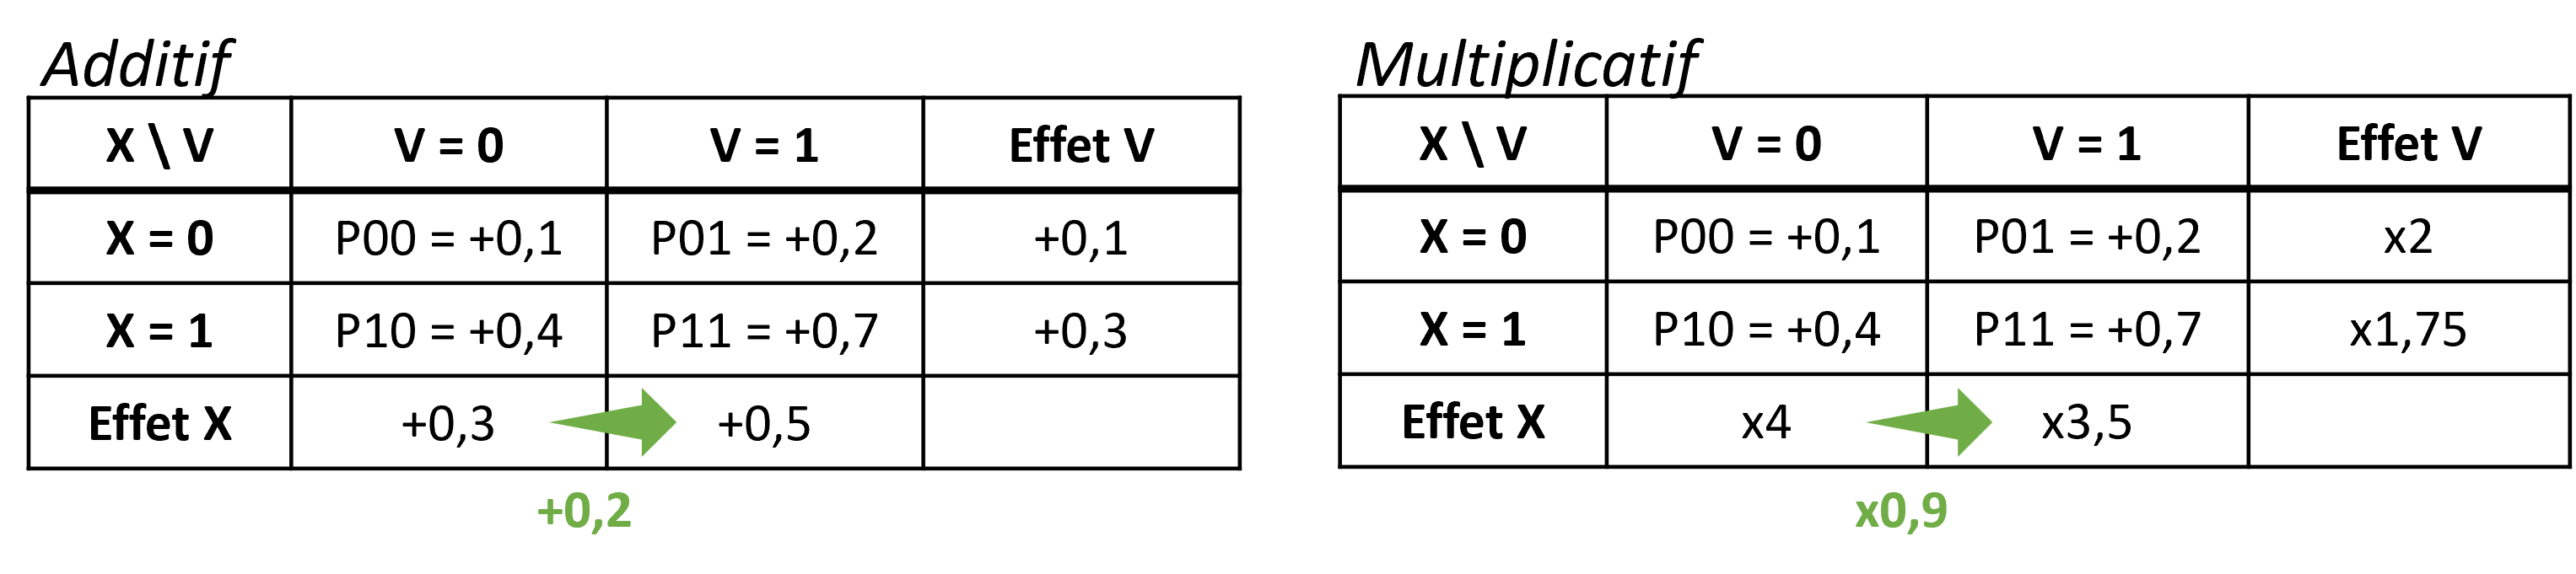 Additif
X \ V V = 0 V = 1 Effet V
X = 0 P00 = +0,1 P01 = +0,2 +0,1
X = 1 P10 = +0,4 P11 = +0,7 +0,3
Effet X +0,3 +0,5
+0,2
Multiplicatif
X \ V V = 0 V = 1 Effet V
X = 0 P00 = +0,1 P01 = +0,2 x2
X = 1 P10 = +0,4 P11 = +0,7 x1,75
Effet X x4 x3,5
x0,9